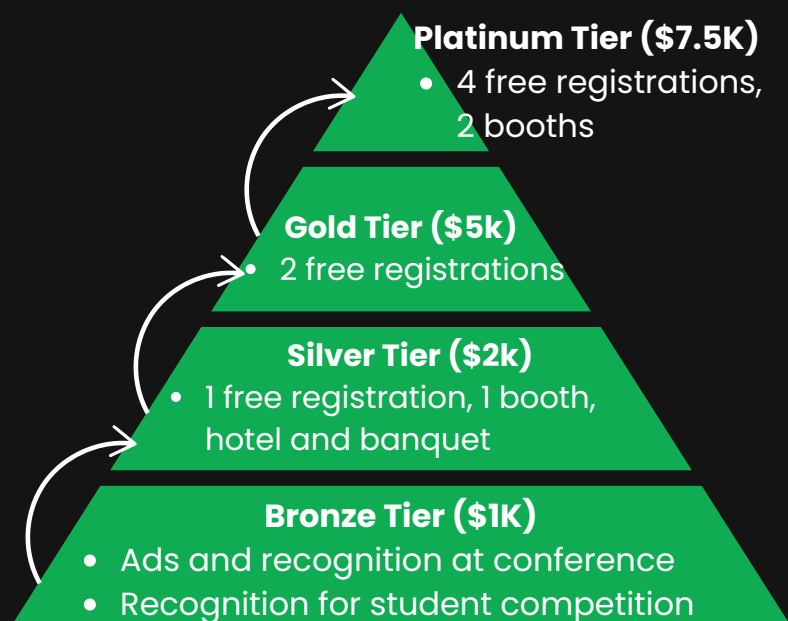 Platinum Tier ($7.5K)
• 4 free registrations,
2 booths
Gold Tier ($5k)
• 2 free registrations
Silver Tier ($2k)
• 1 free registration, 1 booth,
hotel and banquet
Bronze Tier ($1K)
• Ads and recognition at conference
• Recognition for student competition